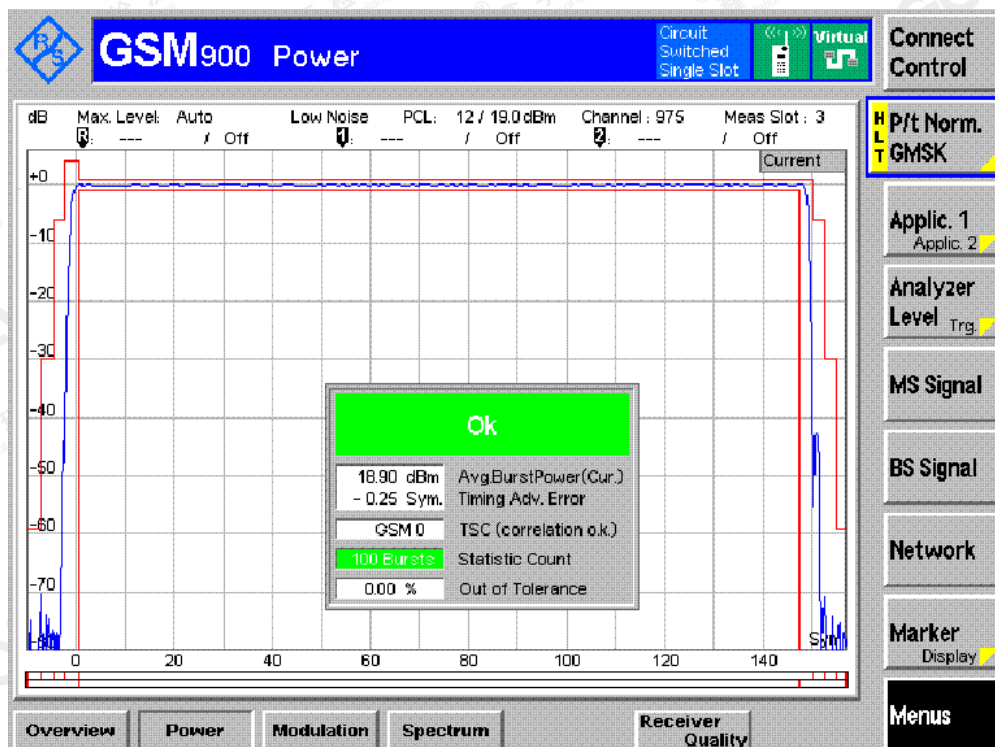 R/S
GSM900 Power
Circuit Switched Single Slot
Virtual
Connect Control
dB Max. Level: Auto Low Noise PCL: 12 / 19.0 dBm Channel : 975 Meas Slot : 3
R: --- / Off 1: --- / Off 2: --- / Off
Current
HLT
P/t Norm. GMSK
Applic. 1
Applic. 2
Analyzer Level Trg.
MS Signal
BS Signal
Network
Marker
Display
Menus
+0
-10
-20
-30
-40
-50
-60
-70
Ok
18.90 dBm Avg.BurstPower(Cur.)
- 0.25 Sym. Timing Adv. Error
GSM 0 TSC (correlation o.k.)
100 Bursts Statistic Count
0.00 % Out of Tolerance
0 20 40 60 80 100 120 140
Overview Power Modulation Spectrum Receiver Quality